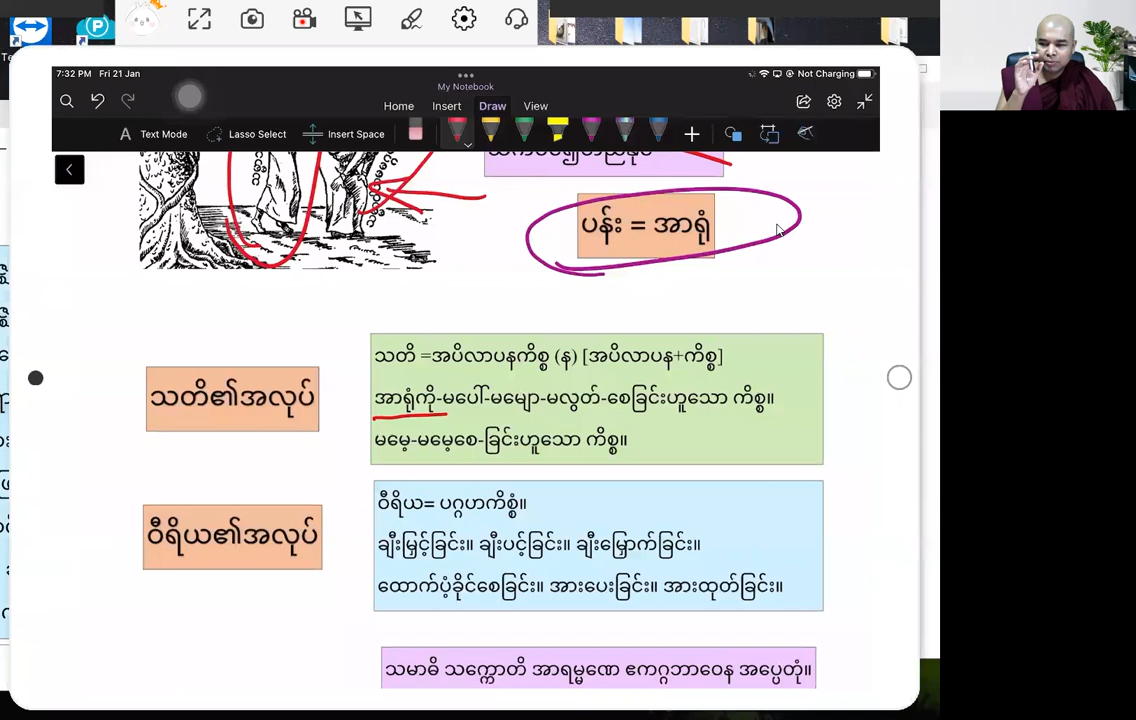 7:32 PM Fri 21 Jan
My Notebook
Not Charging
Home Insert Draw View
Text Mode Lasso Select Insert Space
ပန်း = အာရုံ
သတိ၏အလုပ်
သတိ =အပိလာပနကိစ္စ (န) [အပိလာပန+ကိစ္စ]
အာရုံကို-မပေါ်-မမျော-မလွတ်-စေခြင်းဟူသော ကိစ္စ။
မမေ့-မမေ့စေ-ခြင်းဟူသော ကိစ္စ။
ဝီရိယ၏အလုပ်
ဝီရိယ= ပဂ္ဂဟကိစ္စံ။
ချီးမြှင့်ခြင်း။ ချီးပင့်ခြင်း။ ချီးမြှောက်ခြင်း။
ထောက်ပံ့ခိုင်စေခြင်း။ အားပေးခြင်း။ အားထုတ်ခြင်း။
သမာဓိ သက္ကောတိ အာရမ္မဏေ ဧကဂ္ဂဘာဝေန အပ္ပေတုံ။